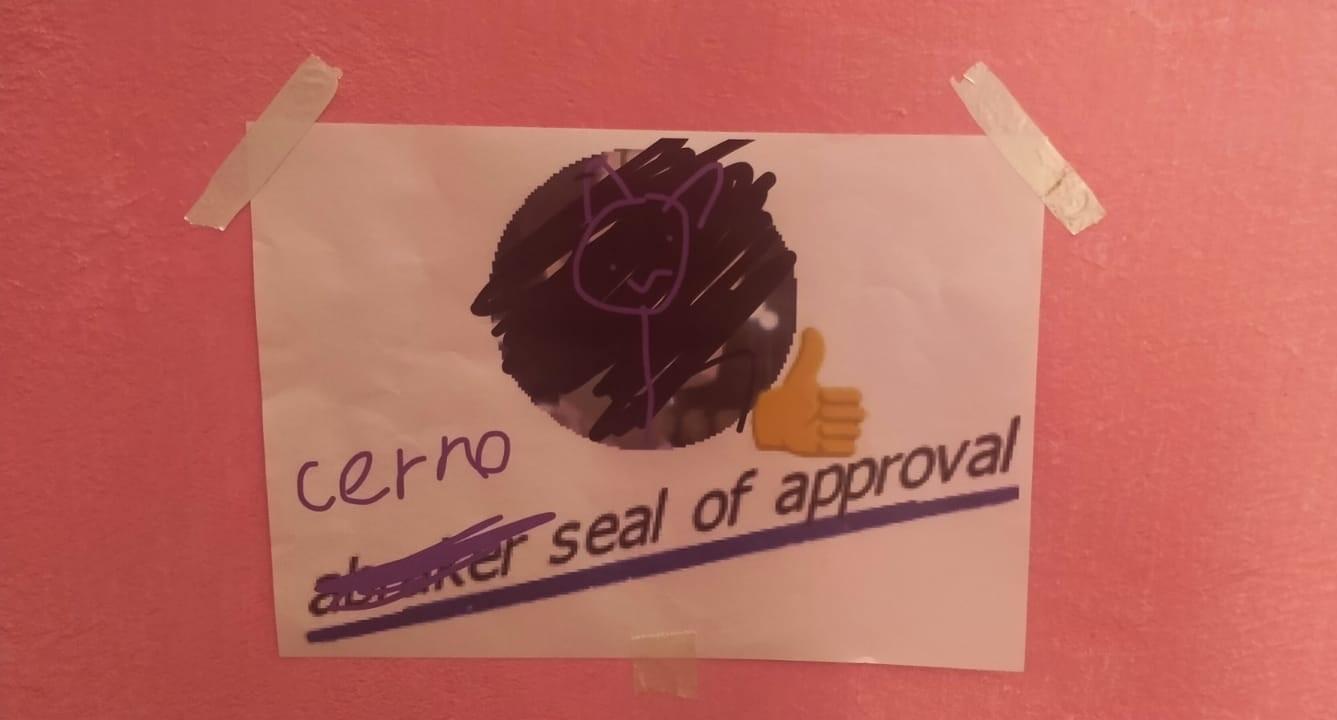 cerno
seal of approval